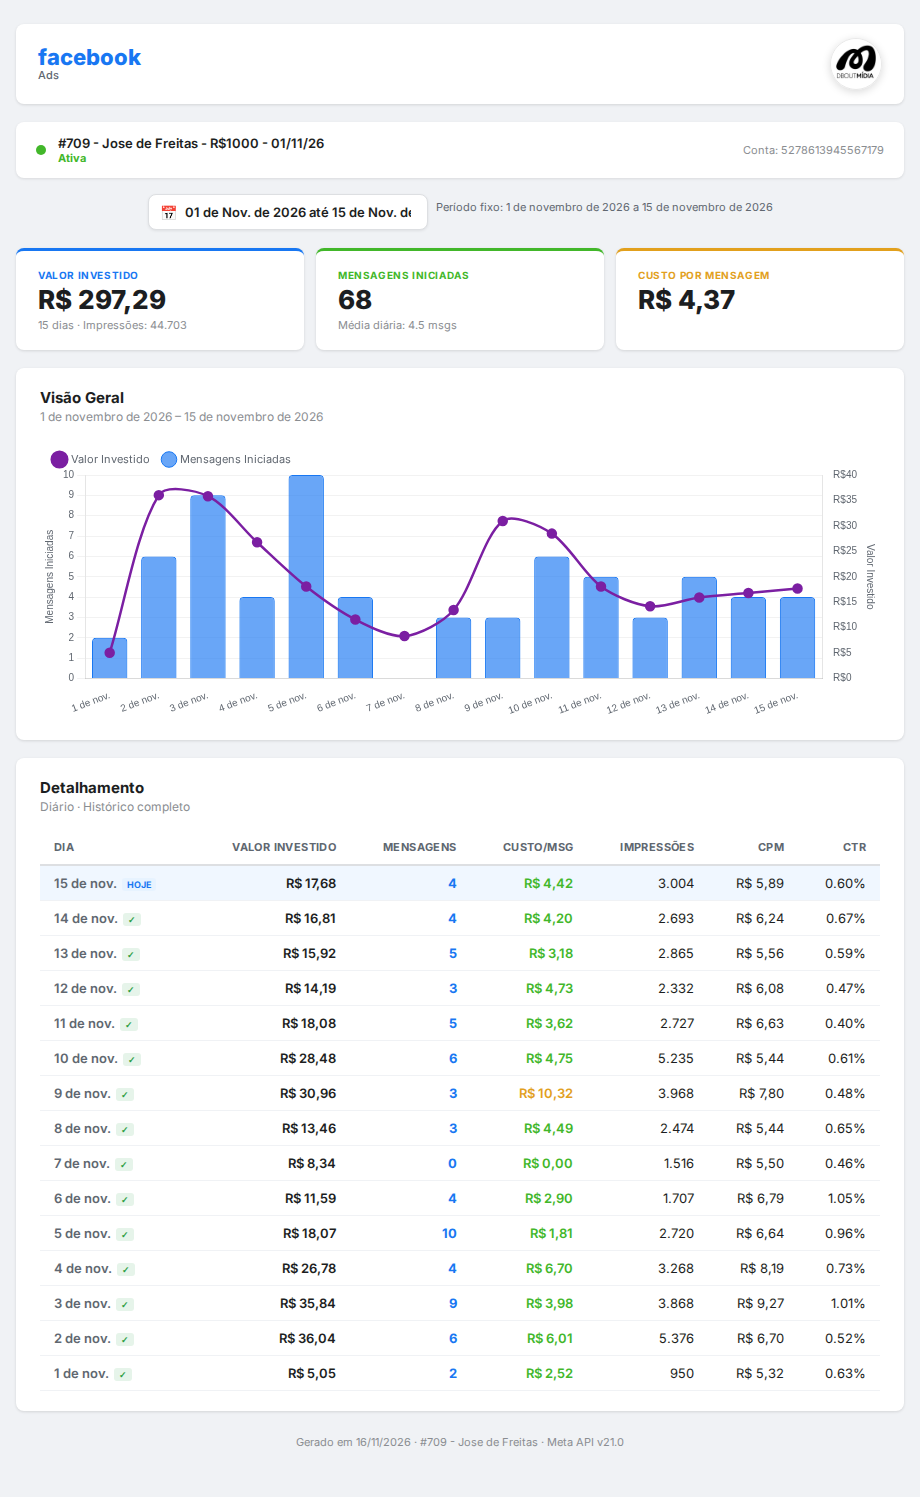 facebook
Ads
DBOUTMÍDIA
#709 - Jose de Freitas - R$1000 - 01/11/26
Ativa
Conta: 5278613945567179
📅 01 de Nov. de 2026 até 15 de Nov. de
Período fixo: 1 de novembro de 2026 a 15 de novembro de 2026
VALOR INVESTIDO
R$ 297,29
15 dias · Impressões: 44.703
MENSAGENS INICIADAS
68
Média diária: 4.5 msgs
CUSTO POR MENSAGEM
R$ 4,37
Visão Geral
1 de novembro de 2026 – 15 de novembro de 2026
Valor Investido Mensagens Iniciadas
Mensagens Iniciadas
10
9
8
7
6
5
4
3
2
1
0
R$40
R$35
R$30
R$25
R$20
R$15
R$10
R$5
R$0
Valor Investido
1 de nov. 2 de nov. 3 de nov. 4 de nov. 5 de nov. 6 de nov. 7 de nov. 8 de nov. 9 de nov. 10 de nov. 11 de nov. 12 de nov. 13 de nov. 14 de nov. 15 de nov.
Detalhamento
Diário · Histórico completo
DIA VALOR INVESTIDO MENSAGENS CUSTO/MSG IMPRESSÕES CPM CTR
15 de nov. HOJE R$ 17,68 4 R$ 4,42 3.004 R$ 5,89 0.60%
14 de nov. ✓ R$ 16,81 4 R$ 4,20 2.693 R$ 6,24 0.67%
13 de nov. ✓ R$ 15,92 5 R$ 3,18 2.865 R$ 5,56 0.59%
12 de nov. ✓ R$ 14,19 3 R$ 4,73 2.332 R$ 6,08 0.47%
11 de nov. ✓ R$ 18,08 5 R$ 3,62 2.727 R$ 6,63 0.40%
10 de nov. ✓ R$ 28,48 6 R$ 4,75 5.235 R$ 5,44 0.61%
9 de nov. ✓ R$ 30,96 3 R$ 10,32 3.968 R$ 7,80 0.48%
8 de nov. ✓ R$ 13,46 3 R$ 4,49 2.474 R$ 5,44 0.65%
7 de nov. ✓ R$ 8,34 0 R$ 0,00 1.516 R$ 5,50 0.46%
6 de nov. ✓ R$ 11,59 4 R$ 2,90 1.707 R$ 6,79 1.05%
5 de nov. ✓ R$ 18,07 10 R$ 1,81 2.720 R$ 6,64 0.96%
4 de nov. ✓ R$ 26,78 4 R$ 6,70 3.268 R$ 8,19 0.73%
3 de nov. ✓ R$ 35,84 9 R$ 3,98 3.868 R$ 9,27 1.01%
2 de nov. ✓ R$ 36,04 6 R$ 6,01 5.376 R$ 6,70 0.52%
1 de nov. ✓ R$ 5,05 2 R$ 2,52 950 R$ 5,32 0.63%
Gerado em 16/11/2026 · #709 - Jose de Freitas · Meta API v21.0